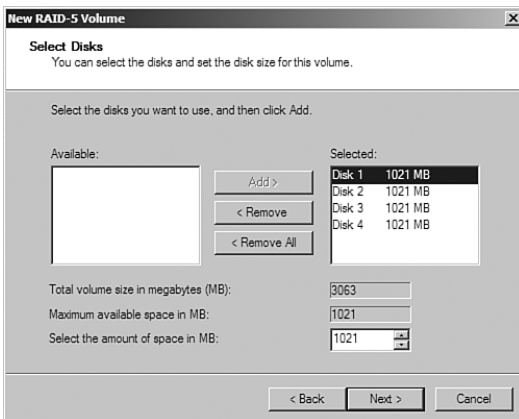 New RAID-5 Volume
Select Disks
You can select the disks and set the disk size for this volume.
Select the disks you want to use, and then click Add.
Available:
Selected:
Add >
< Remove
< Remove All
Disk 1 1021 MB
Disk 2 1021 MB
Disk 3 1021 MB
Disk 4 1021 MB
Total volume size in megabytes (MB): 3063
Maximum available space in MB: 1021
Select the amount of space in MB: 1021
< Back Next > Cancel